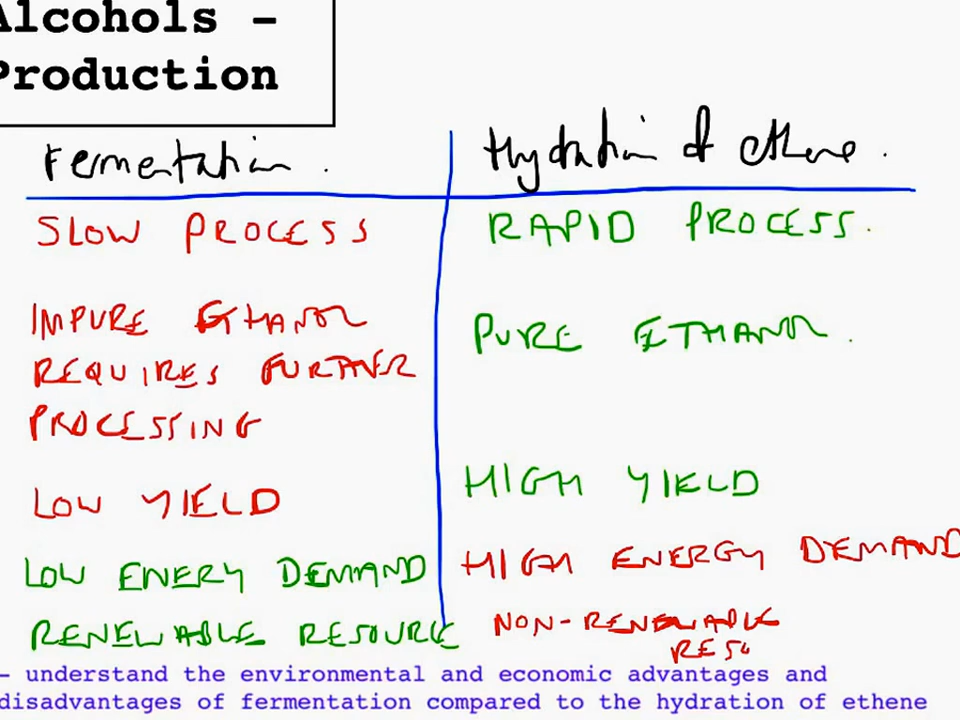 Alcohols -
Production
Fermentation.
Hydration of ethene.
SLOW PROCESS
RAPID PROCESS.
IMPURE ETHANOL
REQUIRES FURTHER
PROCESSING
PURE ETHANOL.
LOW YIELD
HIGH YIELD
LOW ENERY DEMAND
HIGH ENERGY DEMAND
RENEWABLE RESOURCE
NON-RENEWABLE
RESO
- understand the environmental and economic advantages and
disadvantages of fermentation compared to the hydration of ethene